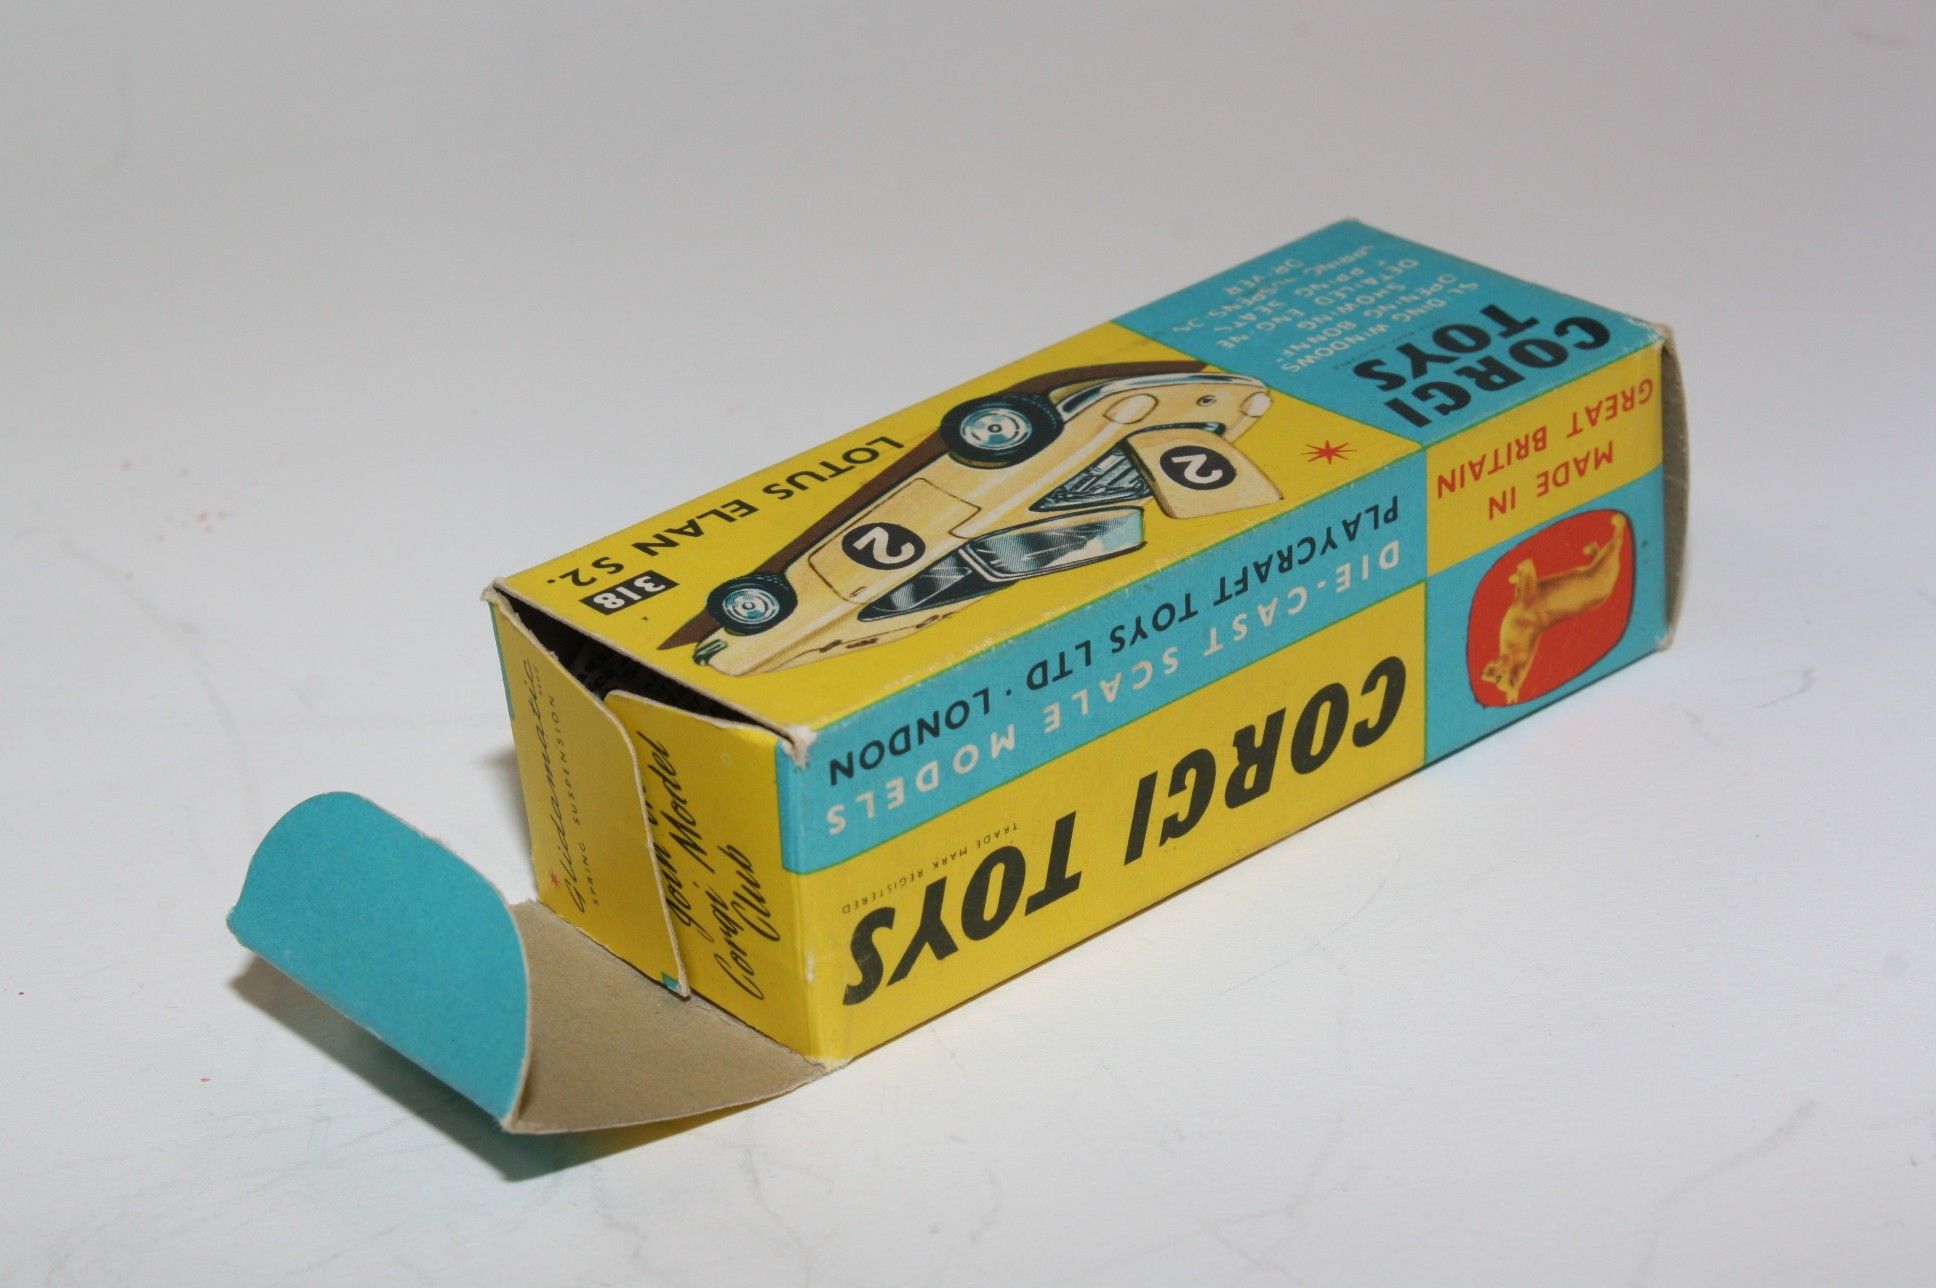 CORGI
TOYS
SLIDING WINDOWS
OPENING BONNET
SHOWING
DETAILED ENGINE
SEATS
DRIVER
2
2
LOTUS ELAN S2.
318
PLAYCRAFT TOYS LTD · LONDON
DIE-CAST SCALE MODELS
CORGI TOYS
TRADE MARK REGISTERED
MADE IN
GREAT BRITAIN
Glidamatic
SPRING SUSPENSION
Join
Corgi Model
Club